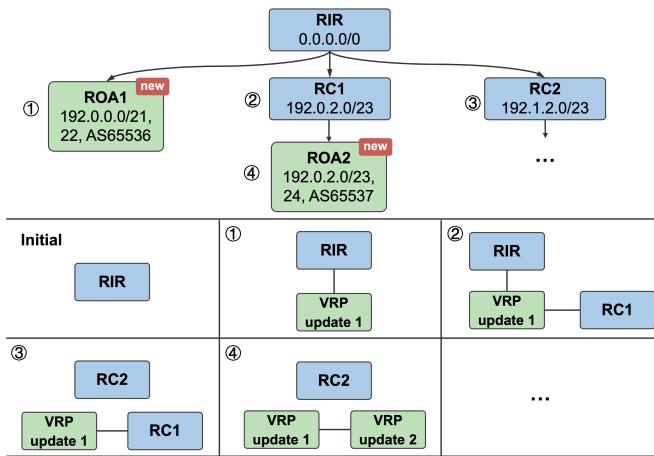 RIR
0.0.0.0/0
new
① ROA1
192.0.0.0/21,
22, AS65536
② RC1
192.0.2.0/23
③ RC2
192.1.2.0/23
...
new
④ ROA2
192.0.2.0/23,
24, AS65537
Initial
RIR
①
RIR
VRP
update 1
②
RIR
VRP
update 1
RC1
③
RC2
VRP
update 1
RC1
④
RC2
VRP
update 1
VRP
update 2
...